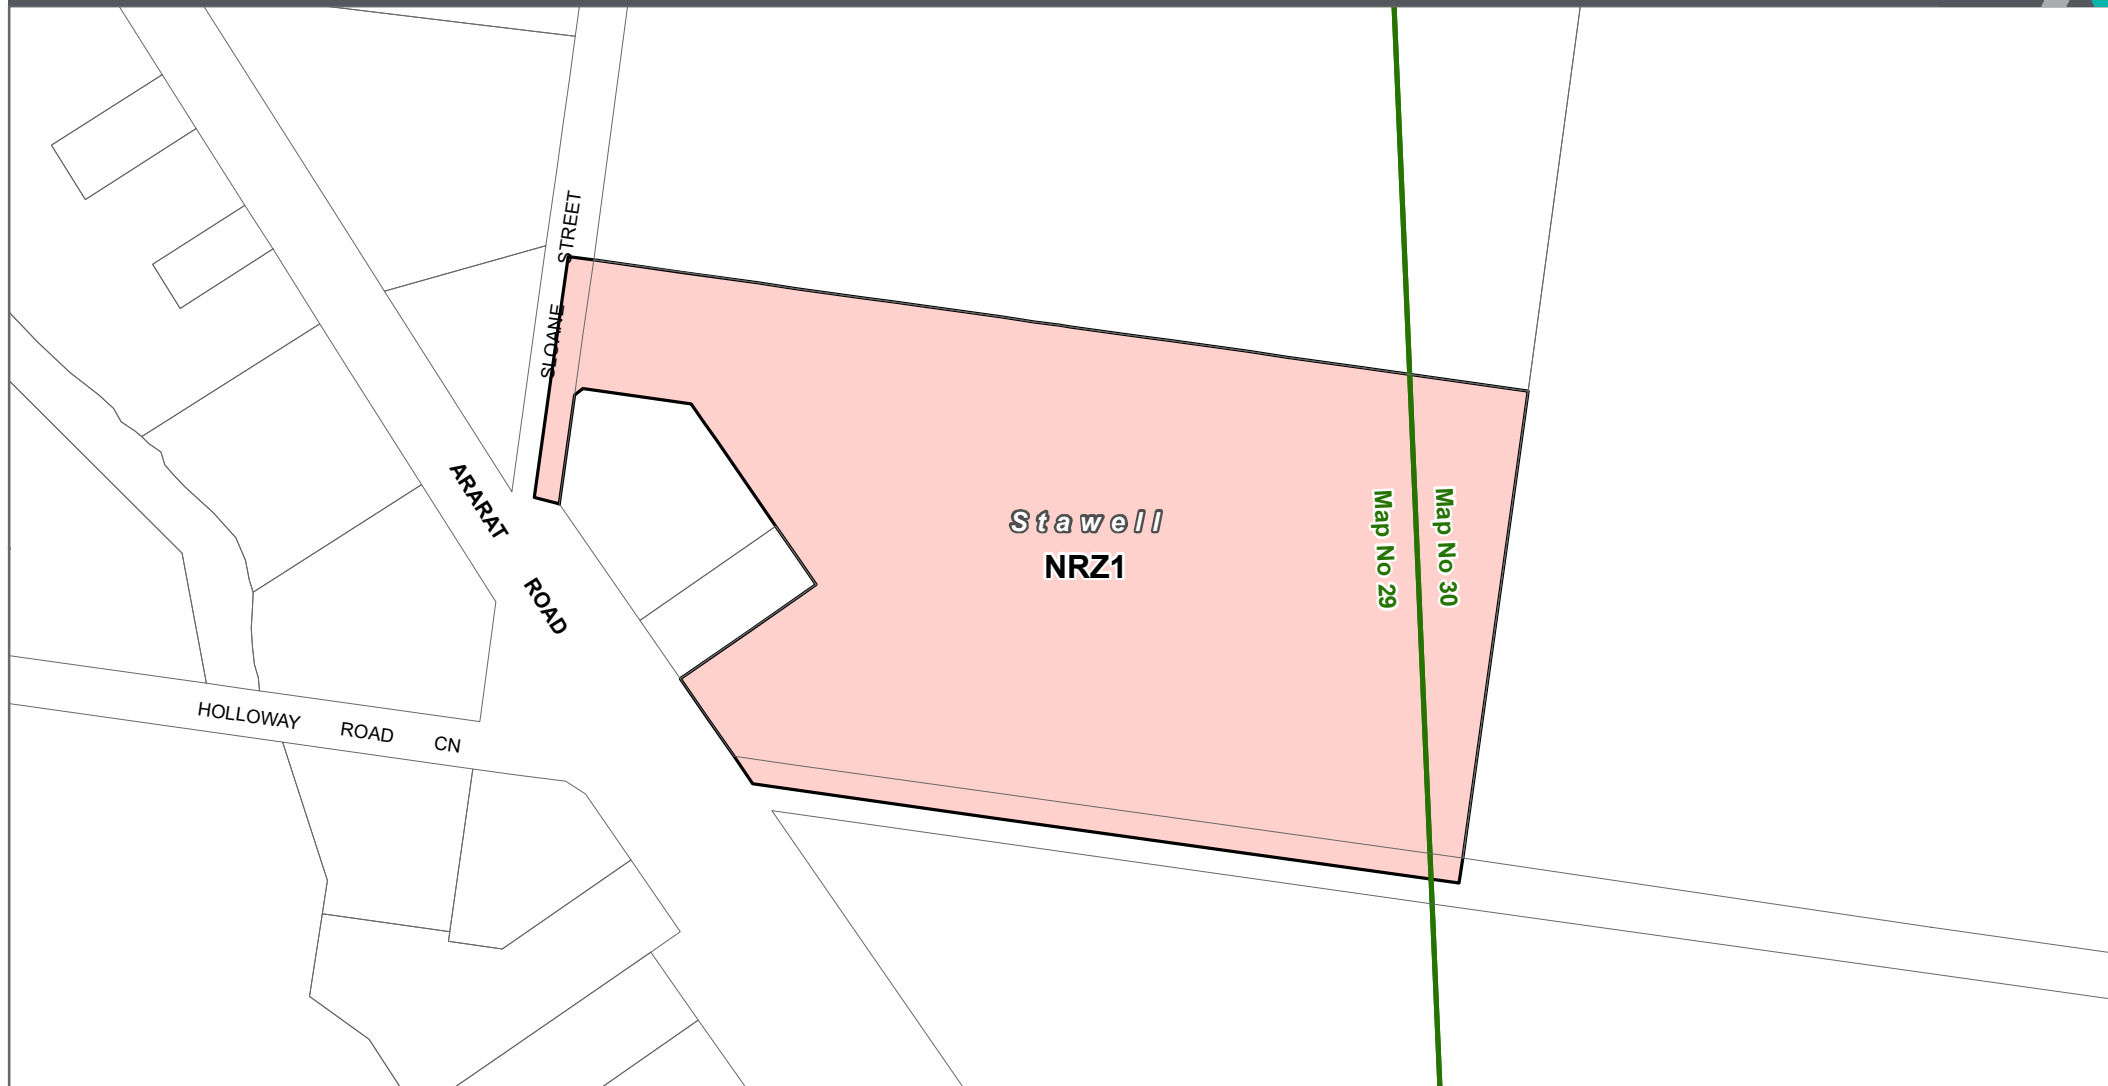 SLOANE STREET
ARARAT ROAD
Stawell
NRZ1
Map No 29
Map No 30
HOLLOWAY ROAD CN